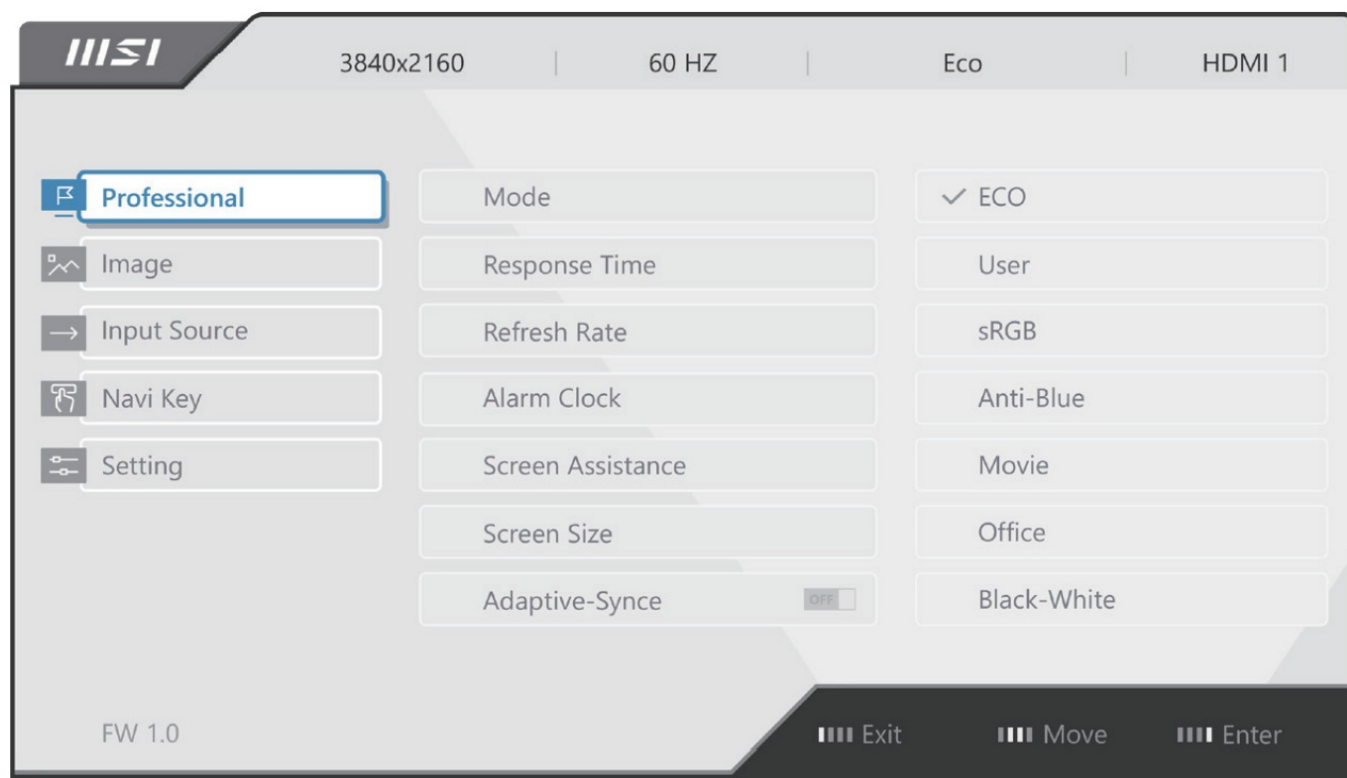 msi 3840x2160 60 HZ Eco HDMI 1
Professional Mode ✓ ECO
Image Response Time User
Input Source Refresh Rate sRGB
Navi Key Alarm Clock Anti-Blue
Setting Screen Assistance Movie
Screen Size Office
Adaptive-Synce OFF Black-White
FW 1.0 Exit Move Enter